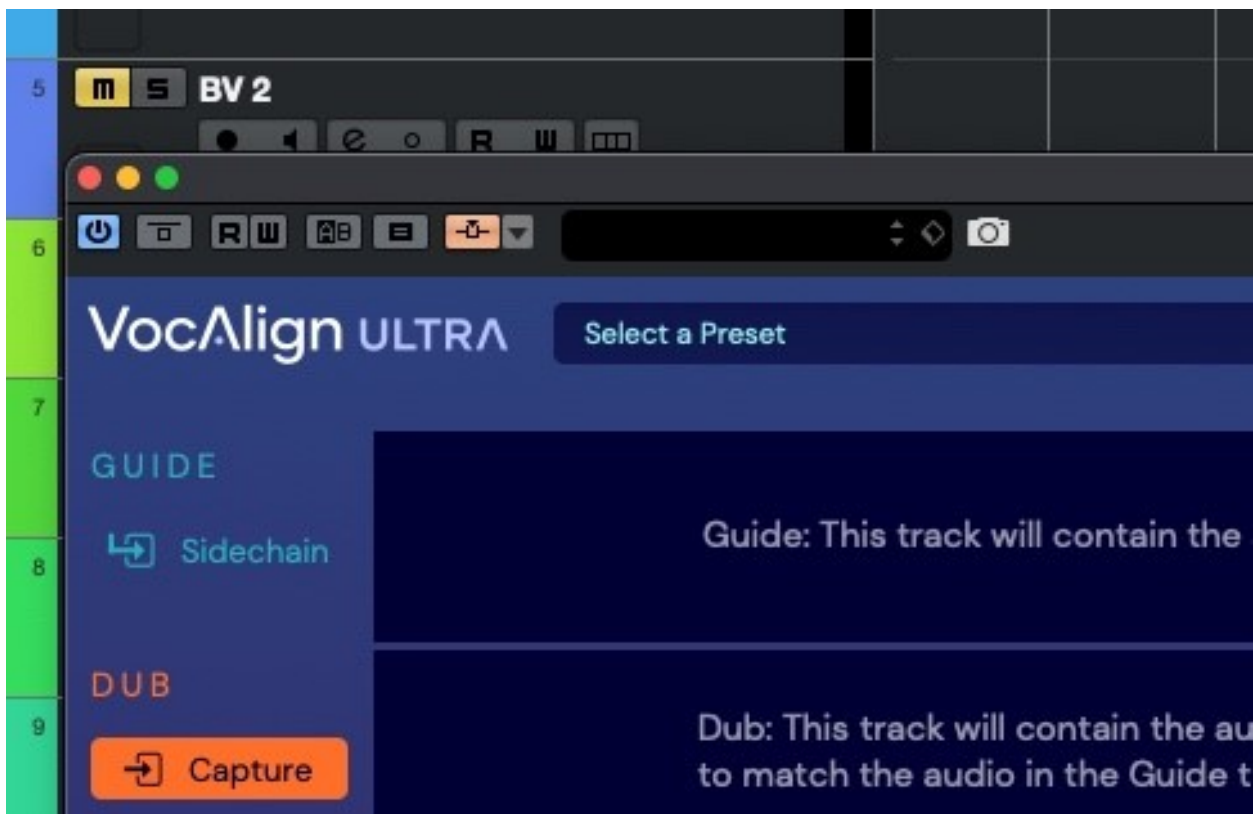 5
m S BV 2
e R W
R W A B
6
VocAlign ULTRA Select a Preset
7
GUIDE
Guide: This track will contain the
Sidechain
8
DUB
9
Dub: This track will contain the au
Capture
to match the audio in the Guide t